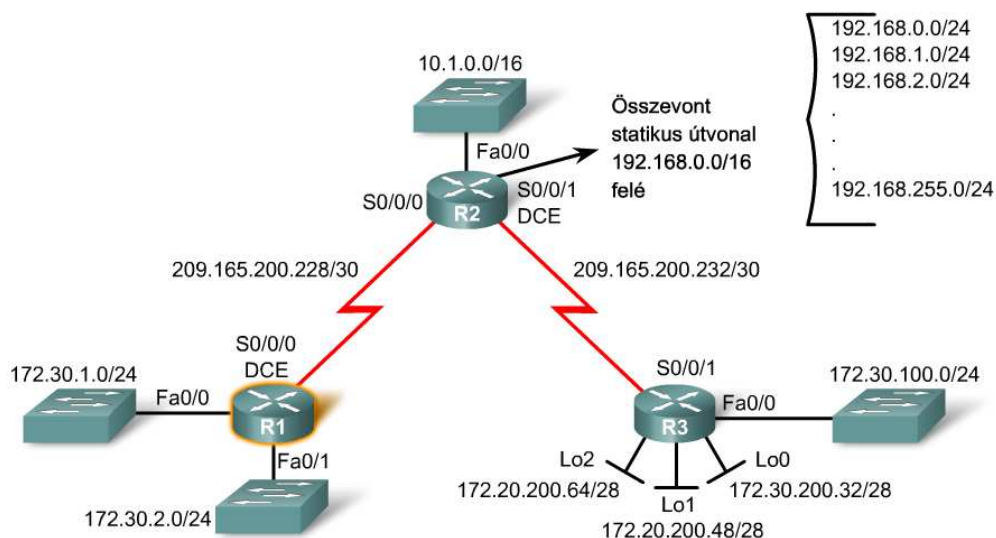 192.168.0.0/24
192.168.1.0/24
192.168.2.0/24
.
.
.
192.168.255.0/24
10.1.0.0/16
Összevont
statikus útvonal
192.168.0.0/16
felé
Fa0/0
S0/0/0
R2
S0/0/1
DCE
209.165.200.228/30
209.165.200.232/30
S0/0/0
DCE
172.30.1.0/24
Fa0/0
R1
Fa0/1
172.30.2.0/24
S0/0/1
172.30.100.0/24
Fa0/0
R3
Lo2
Lo0
172.20.200.64/28
172.30.200.32/28
Lo1
172.20.200.48/28